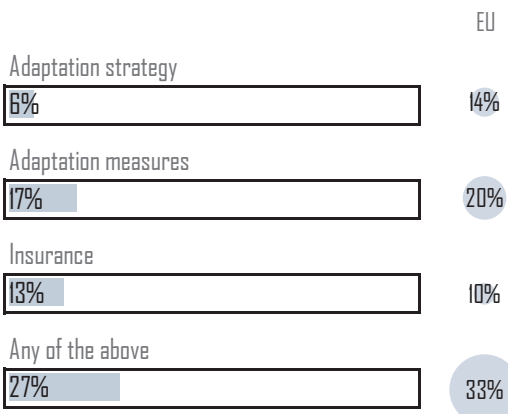 EU
Adaptation strategy
6% 14%
Adaptation measures
17% 20%
Insurance
13% 10%
Any of the above
27% 33%